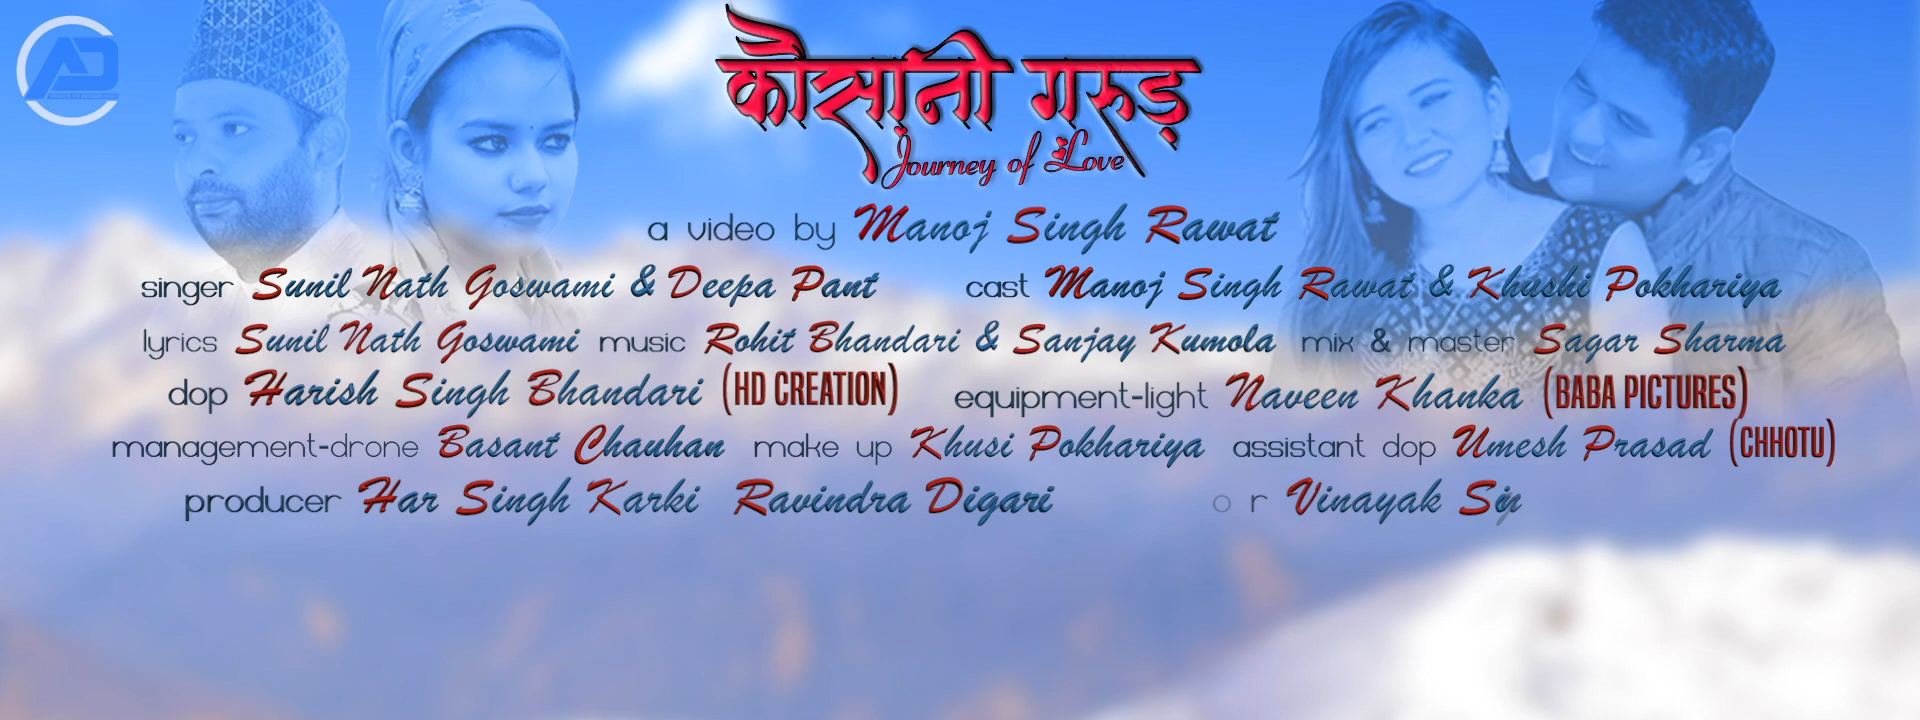 कौसानी गरुड़
Journey of Love
a video by Manoj Singh Rawat
singer Sunil Nath Goswami & Deepa Pant cast Manoj Singh Rawat & Khushi Pokhariya
lyrics Sunil Nath Goswami music Rohit Bhandari & Sanjay Kumola mix & master Sagar Sharma
dop Harish Singh Bhandari (HD CREATION) equipment-light Naveen Khanka (BABA PICTURES)
management-drone Basant Chauhan make up Khusi Pokhariya assistant dop Umesh Prasad (CHHOTU)
producer Har Singh Karki Ravindra Digari Vinayak